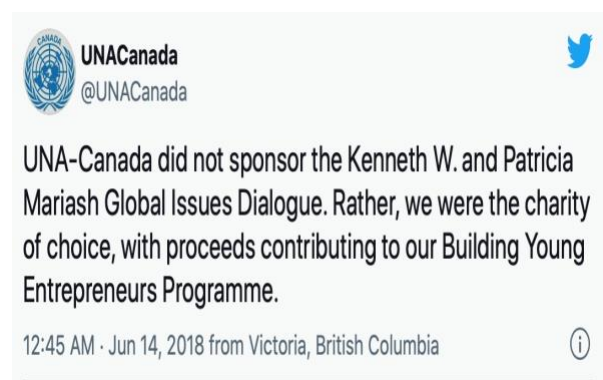 CANADA
UNACanada
@UNACanada
UNA-Canada did not sponsor the Kenneth W. and Patricia
Mariash Global Issues Dialogue. Rather, we were the charity
of choice, with proceeds contributing to our Building Young
Entrepreneurs Programme.
12:45 AM · Jun 14, 2018 from Victoria, British Columbia